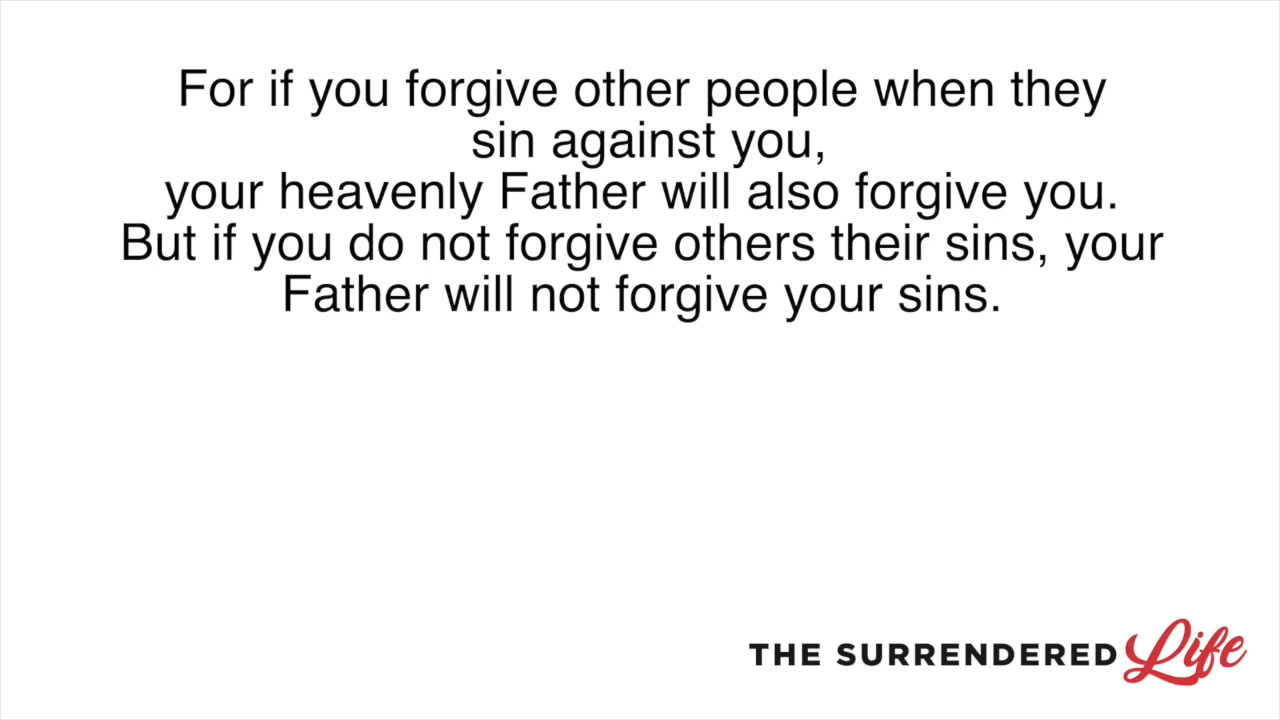 For if you forgive other people when they
sin against you,
your heavenly Father will also forgive you.
But if you do not forgive others their sins, your
Father will not forgive your sins.
THE SURRENDERED Life